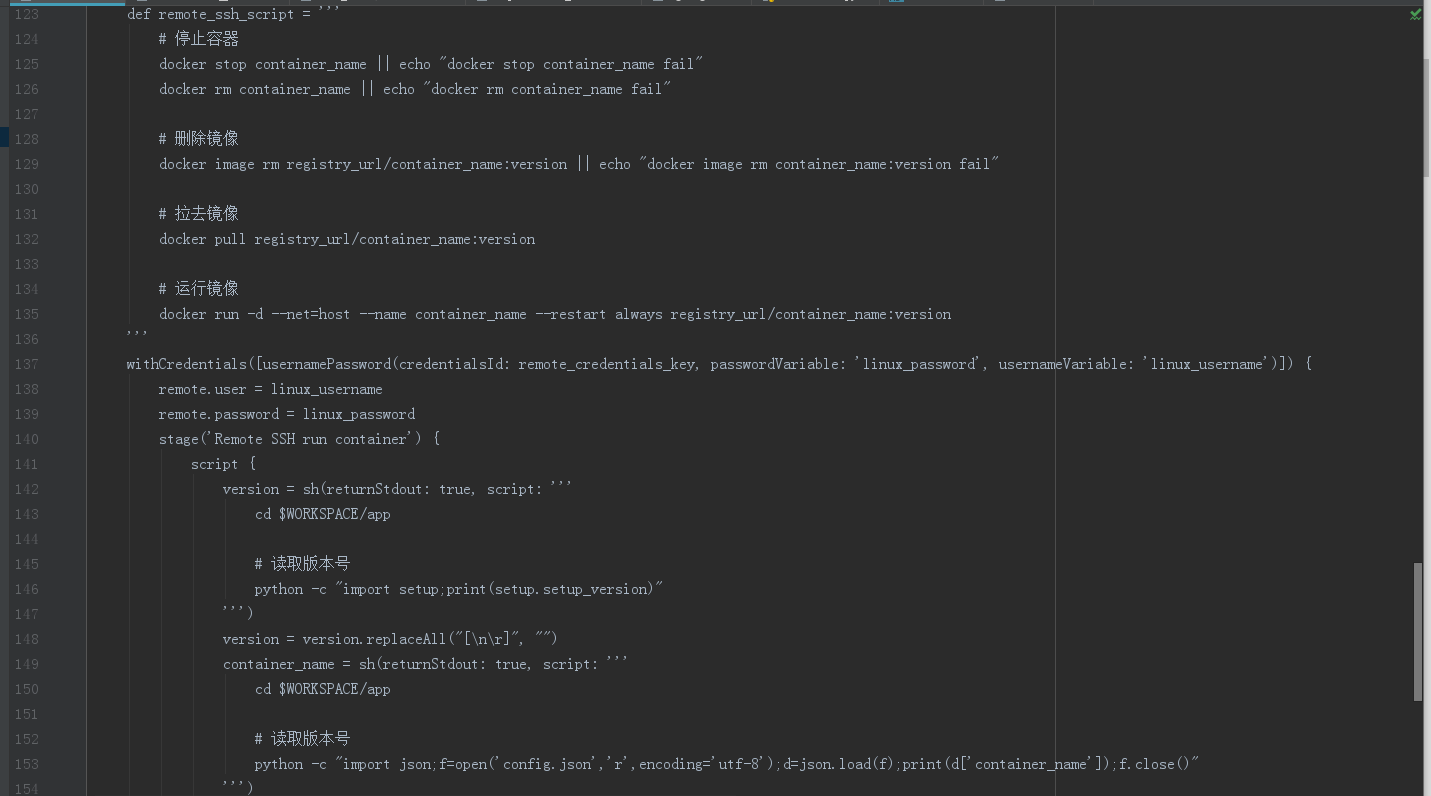 123 def remote_ssh_script = '''
124 # 停止容器
125 docker stop container_name || echo "docker stop container_name fail"
126 docker rm container_name || echo "docker rm container_name fail"
127
128 # 删除镜像
129 docker image rm registry_url/container_name:version || echo "docker image rm container_name:version fail"
130
131 # 拉去镜像
132 docker pull registry_url/container_name:version
133
134 # 运行镜像
135 docker run -d --net=host --name container_name --restart always registry_url/container_name:version
136 '''
137 withCredentials([usernamePassword(credentialsId: remote_credentials_key, passwordVariable: 'linux_password', usernameVariable: 'linux_username')]) {
138 remote.user = linux_username
139 remote.password = linux_password
140 stage('Remote SSH run container') {
141 script {
142 version = sh(returnStdout: true, script: '''
143 cd $WORKSPACE/app
144
145 # 读取版本号
146 python -c "import setup;print(setup.setup_version)"
147 ''')
148 version = version.replaceAll("[\n\r]", "")
149 container_name = sh(returnStdout: true, script: '''
150 cd $WORKSPACE/app
151
152 # 读取版本号
153 python -c "import json;f=open('config.json','r',encoding='utf-8');d=json.load(f);print(d['container_name']);f.close()"
154 ''')